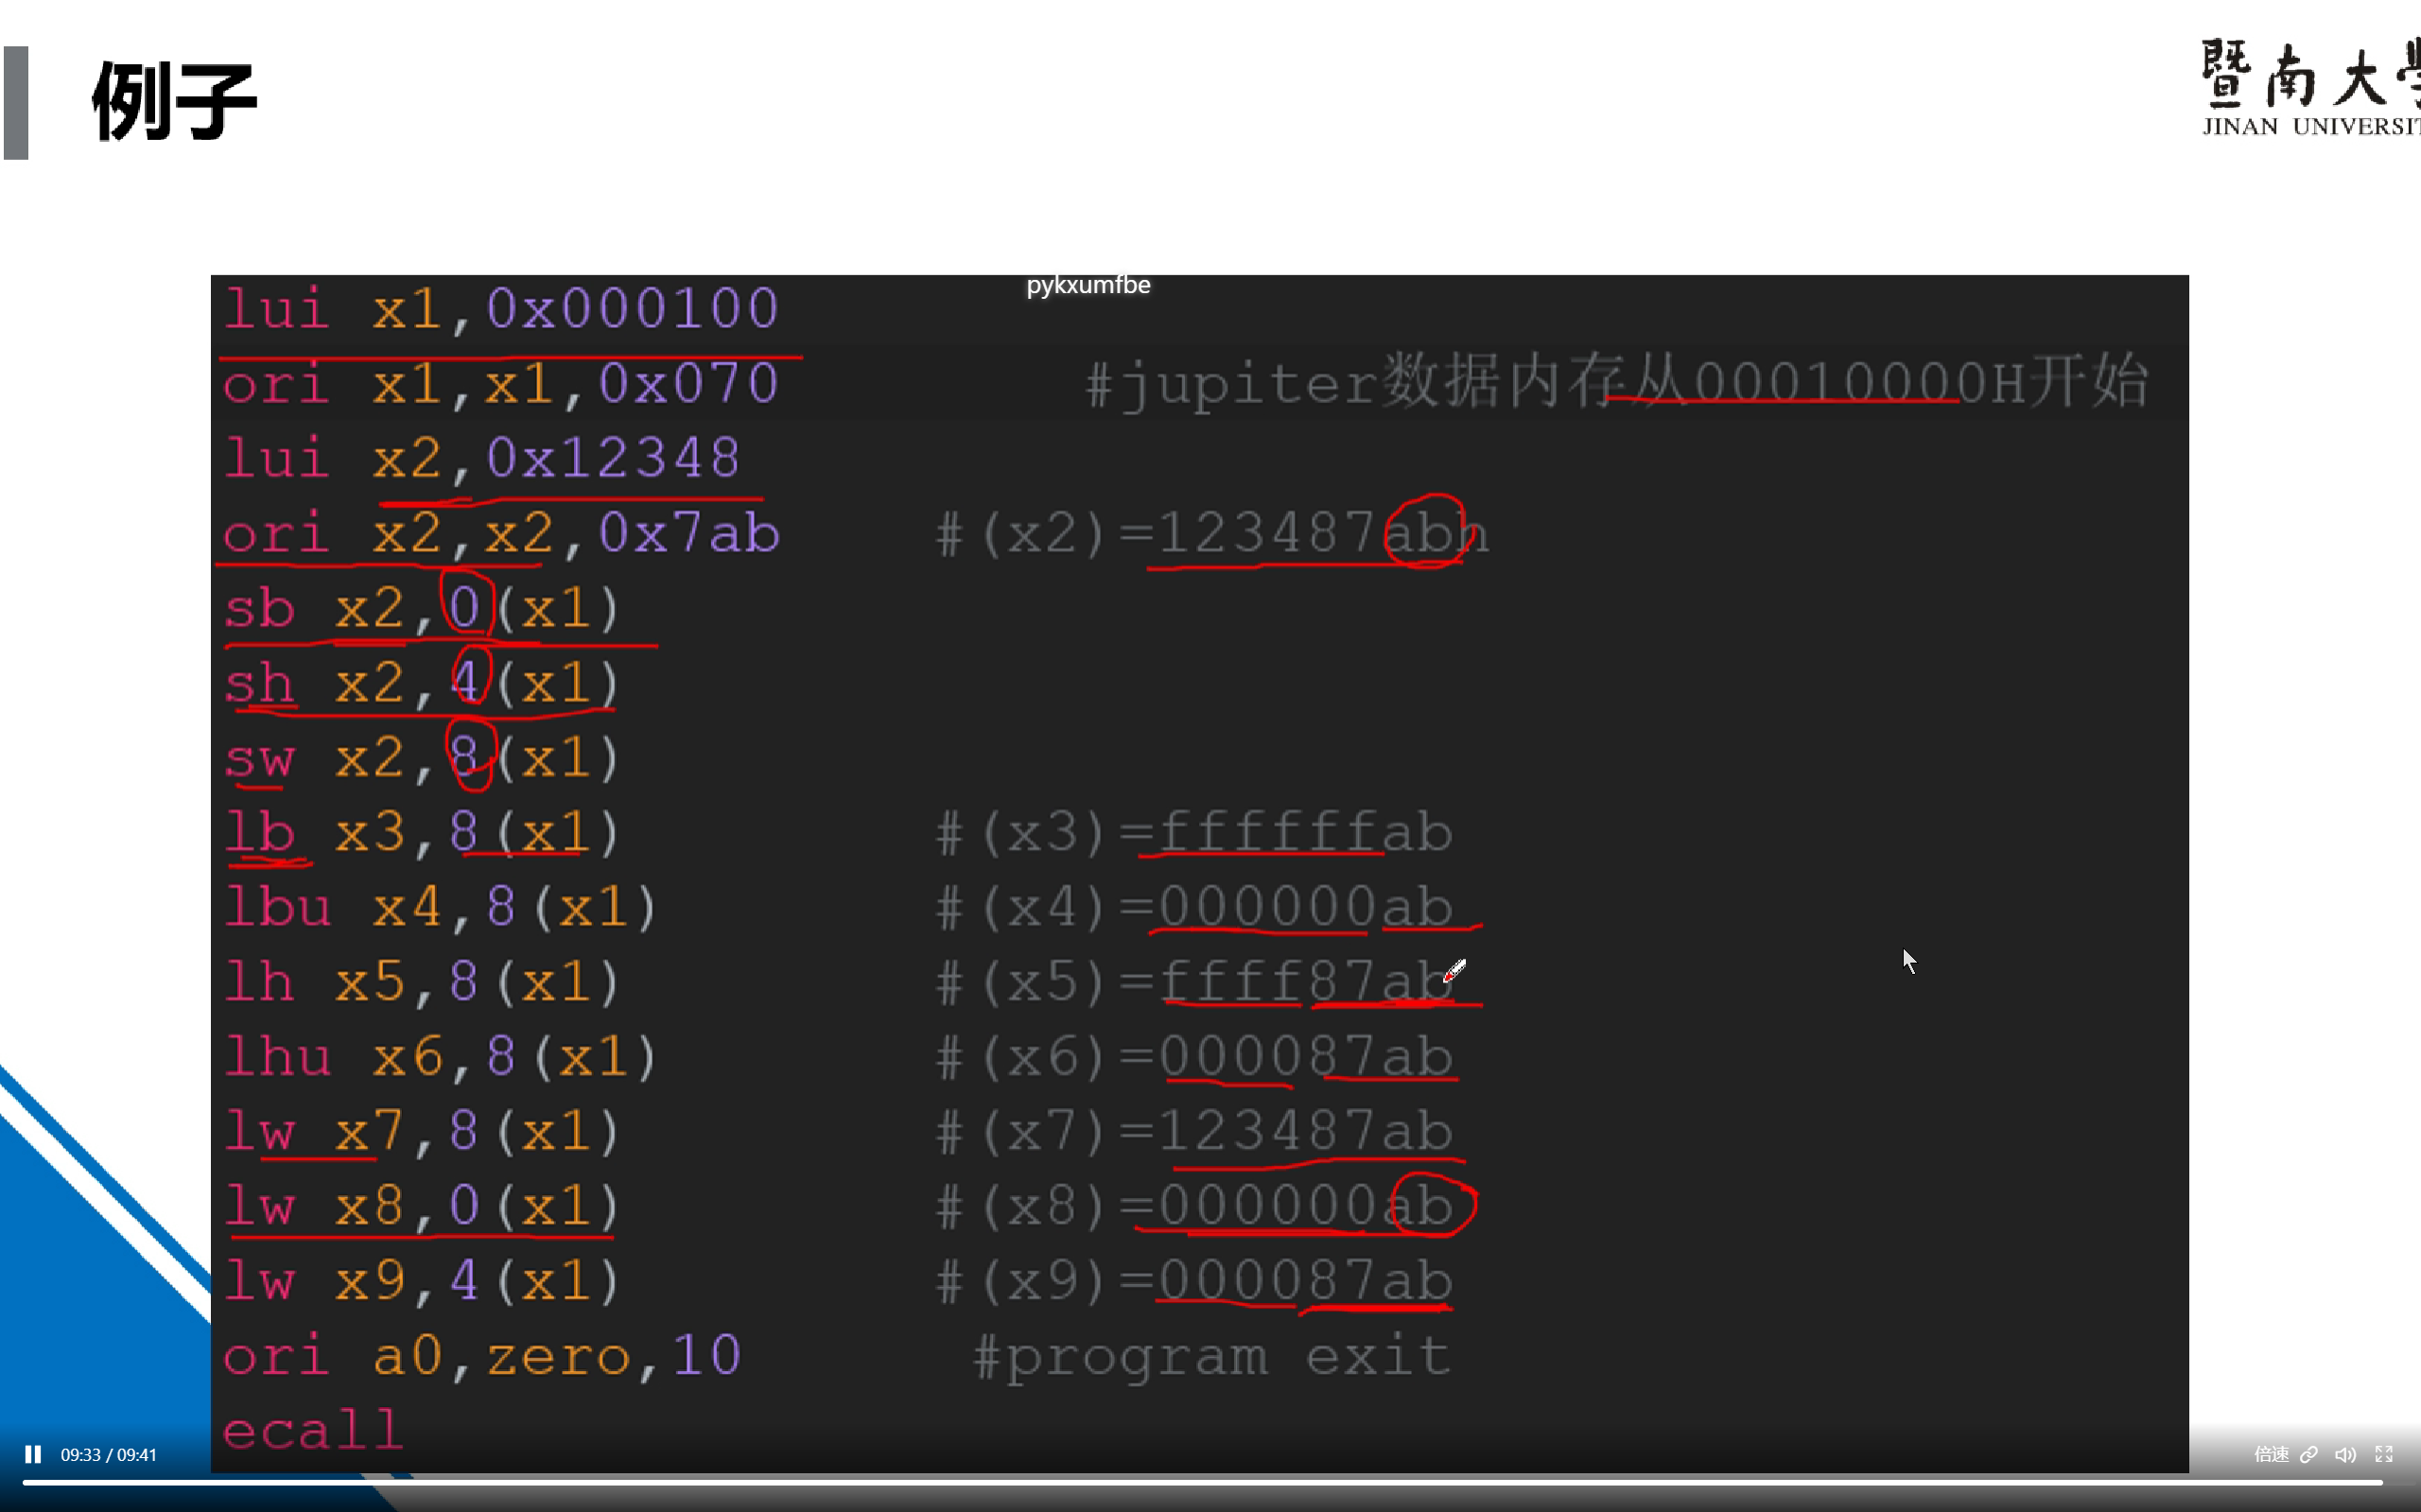 例子
暨南大
JINAN UNIVERSIT
pykxumfbe
lui x1,0x000100
ori x1,x1,0x070 #jupiter数据内存从00010000H开始
lui x2,0x12348
ori x2,x2,0x7ab #(x2)=123487abh
sb x2,0(x1)
sh x2,4(x1)
sw x2,8(x1)
lb x3,8(x1) #(x3)=ffffffab
lbu x4,8(x1) #(x4)=000000ab
lh x5,8(x1) #(x5)=ffff87ab
lhu x6,8(x1) #(x6)=000087ab
lw x7,8(x1) #(x7)=123487ab
lw x8,0(x1) #(x8)=000000ab
lw x9,4(x1) #(x9)=000087ab
ori a0,zero,10 #program exit
ecall
09:33 / 09:41
倍速